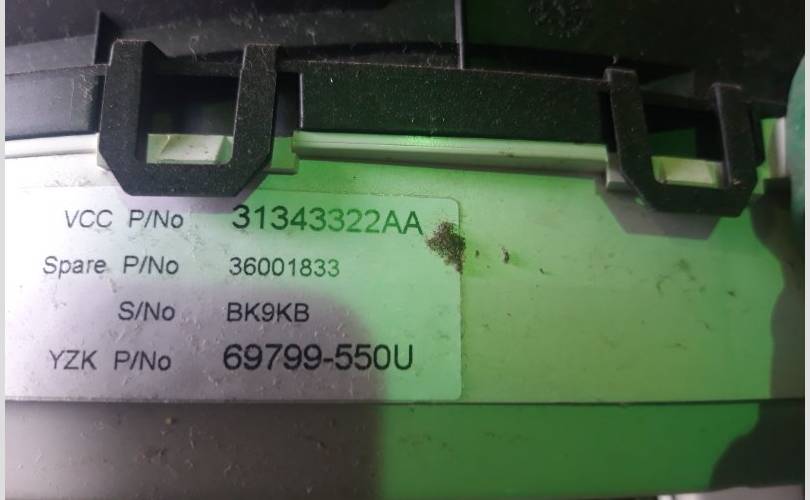 VCC P/No 31343322AA
Spare P/No 36001833
S/No BK9KB
YZK P/No 69799-550U